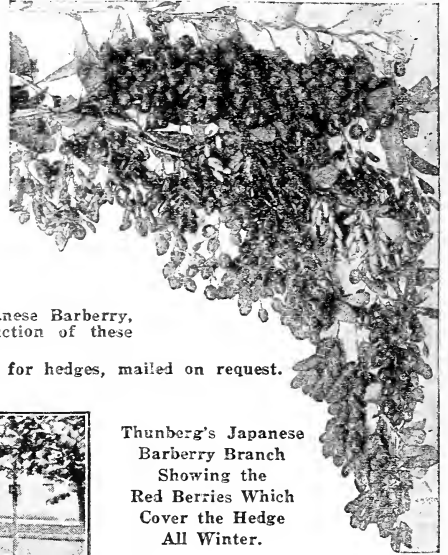 nese Barberry,
ction of these
for hedges, mailed on request.
Thunberg's Japanese
Barberry Branch
Showing the
Red Berries Which
Cover the Hedge
All Winter.